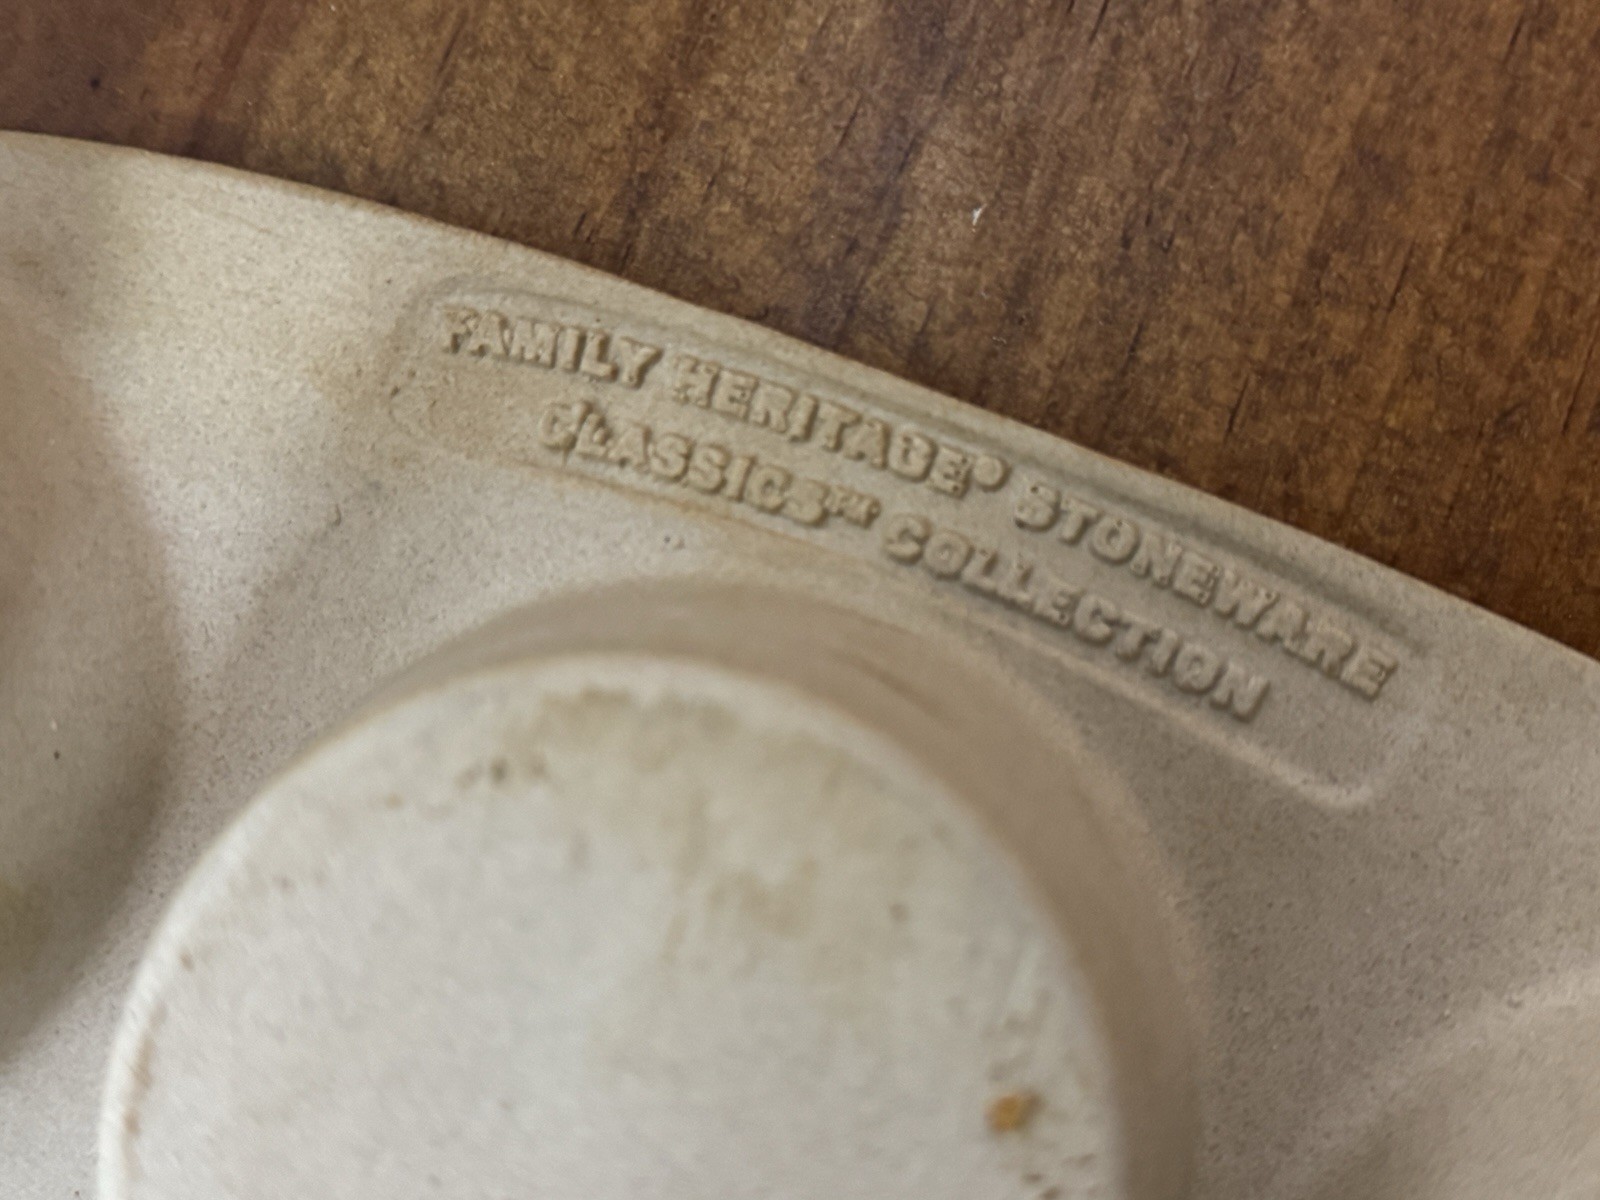 FAMILY HERITAGE® STONEWARE
CLASSICS™ COLLECTION